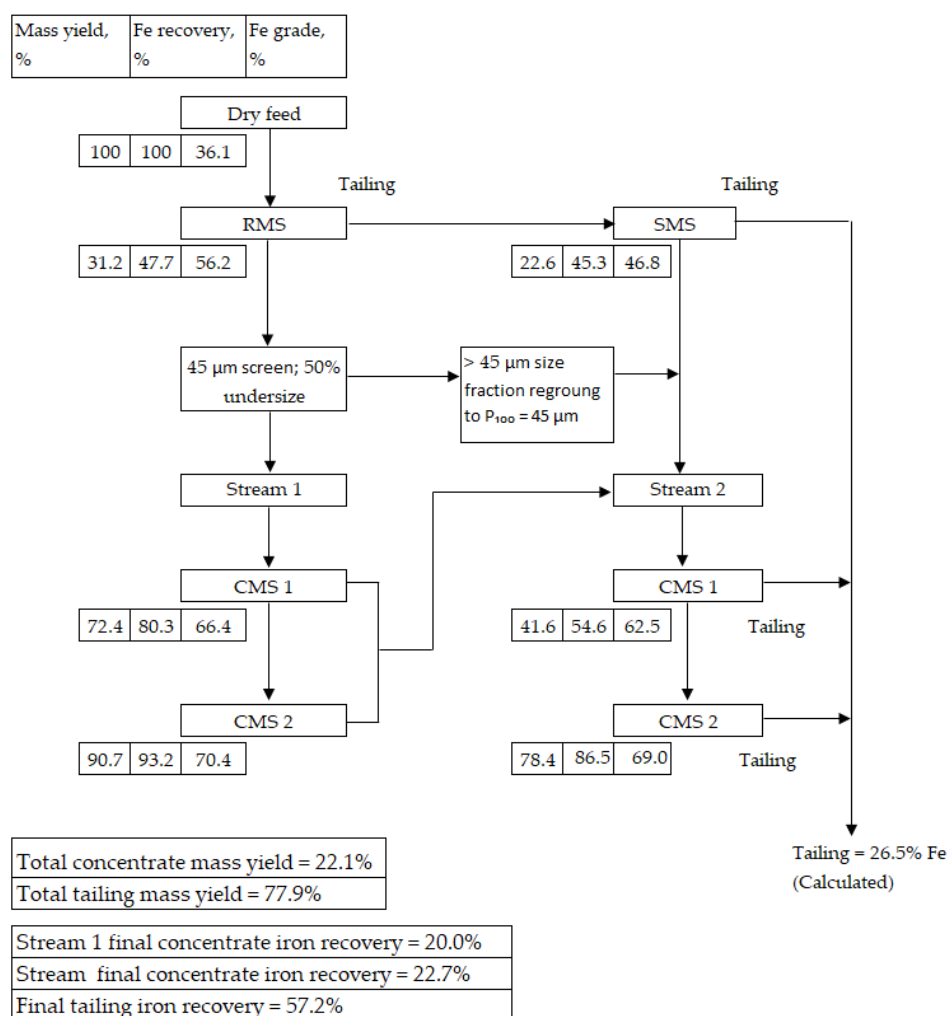 Mass yield, %
Fe recovery, %
Fe grade, %
Dry feed
100 100 36.1
Tailing
Tailing
RMS
SMS
31.2 47.7 56.2
22.6 45.3 46.8
45 µm screen; 50%
undersize
> 45 µm size
fraction regroung
to P₁₀₀ = 45 µm
Stream 1
Stream 2
CMS 1
CMS 1
72.4 80.3 66.4
41.6 54.6 62.5
Tailing
CMS 2
CMS 2
90.7 93.2 70.4
78.4 86.5 69.0
Tailing
Total concentrate mass yield = 22.1%
Total tailing mass yield = 77.9%
Tailing = 26.5% Fe
(Calculated)
Stream 1 final concentrate iron recovery = 20.0%
Stream final concentrate iron recovery = 22.7%
Final tailing iron recovery = 57.2%